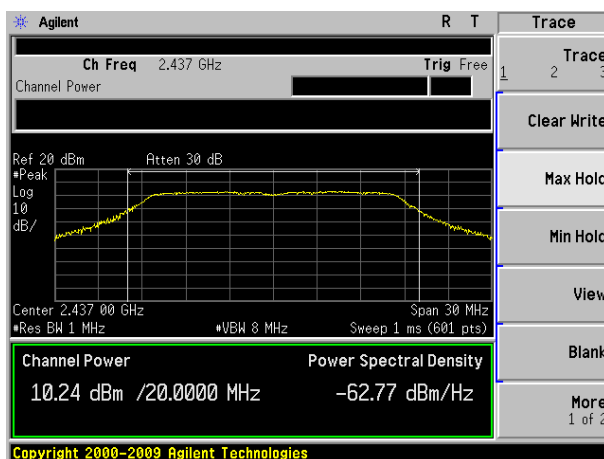 Agilent R T Trace
Ch Freq 2.437 GHz Trig Free
Channel Power
Trace
1 2 3
Clear Write
Max Hold
Min Hold
View
Blank
More
1 of 2
Ref 20 dBm Atten 30 dB
#Peak
Log
10
dB/
Center 2.437 00 GHz Span 30 MHz
#Res BW 1 MHz #VBW 8 MHz Sweep 1 ms (601 pts)
Channel Power Power Spectral Density
10.24 dBm /20.0000 MHz -62.77 dBm/Hz
Copyright 2000-2009 Agilent Technologies